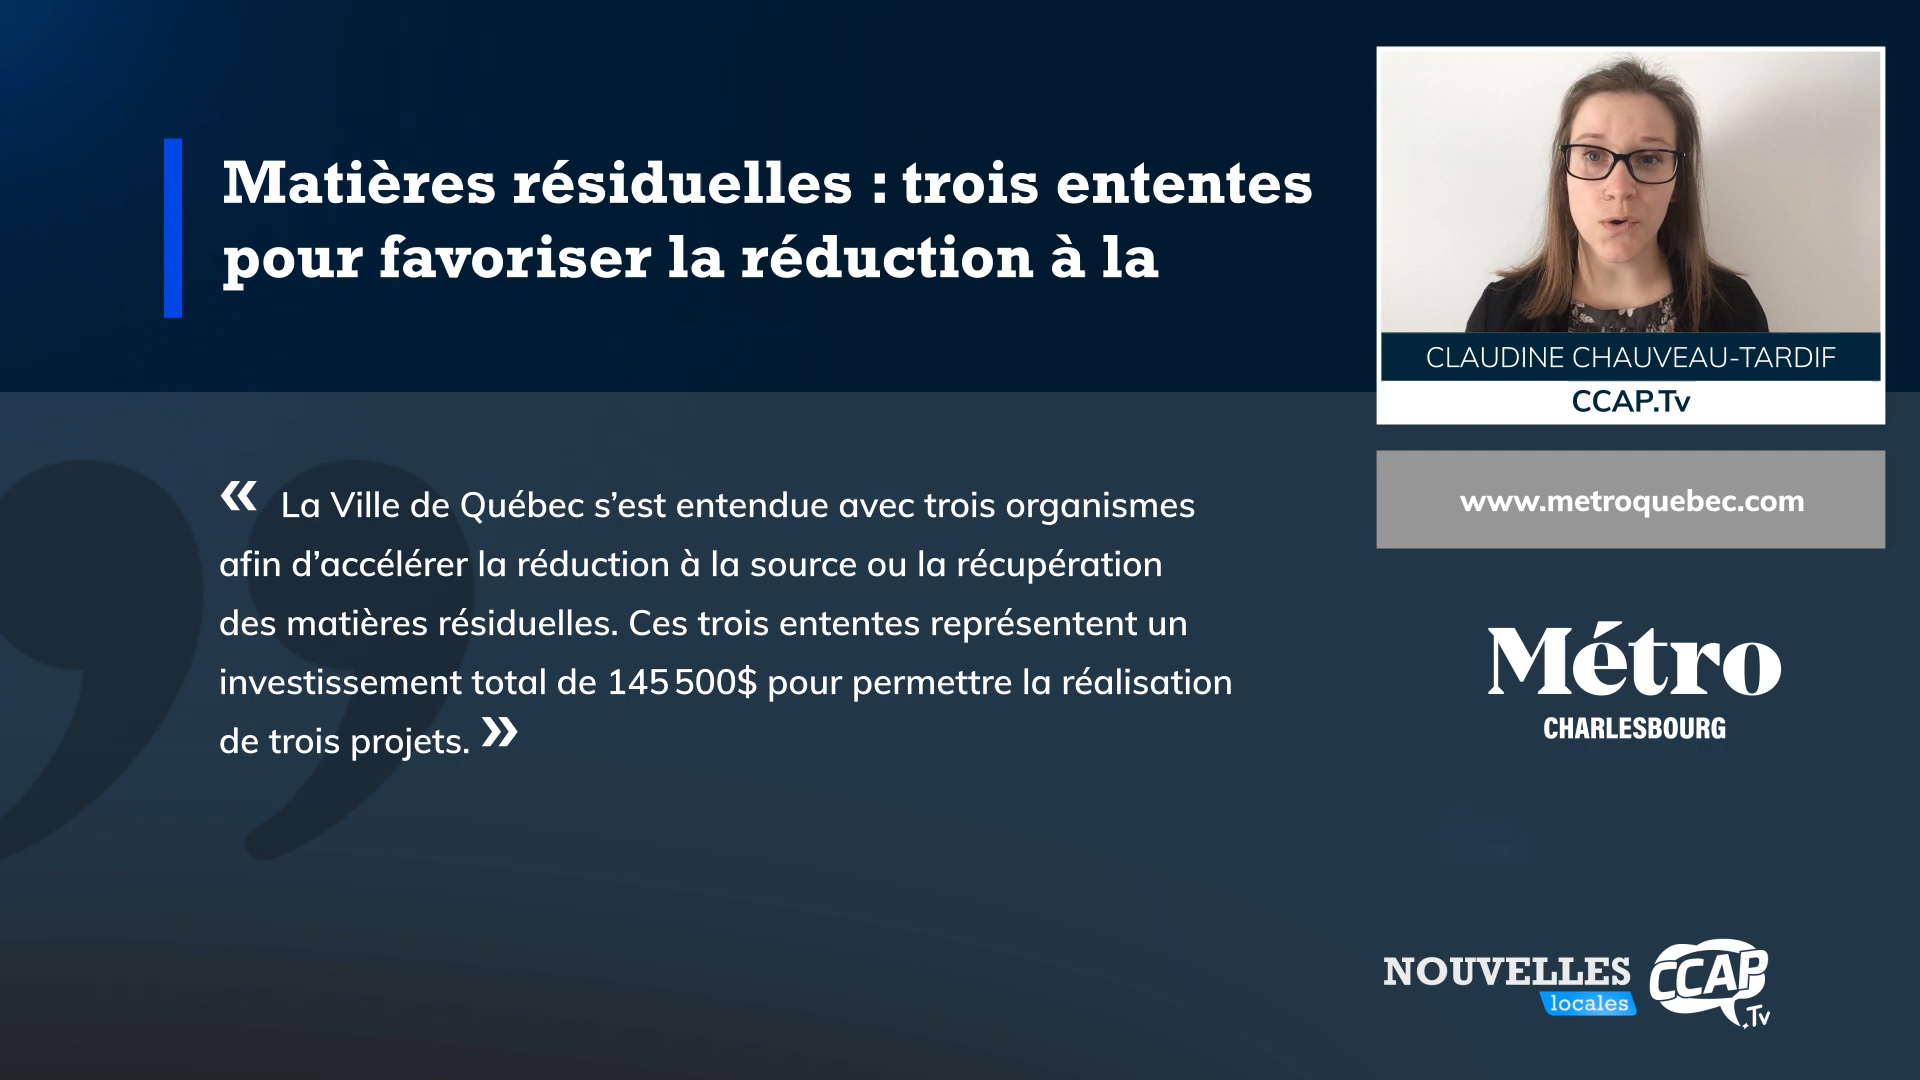 Matières résiduelles : trois ententes
pour favoriser la réduction à la
CLAUDINE CHAUVEAU-TARDIF
CCAP.Tv
www.metroquebec.com
« La Ville de Québec s’est entendue avec trois organismes
afin d’accélérer la réduction à la source ou la récupération
des matières résiduelles. Ces trois ententes représentent un
investissement total de 145 500$ pour permettre la réalisation
de trois projets. »
Métro
CHARLESBOURG
NOUVELLES
locales
CCAP
.Tv